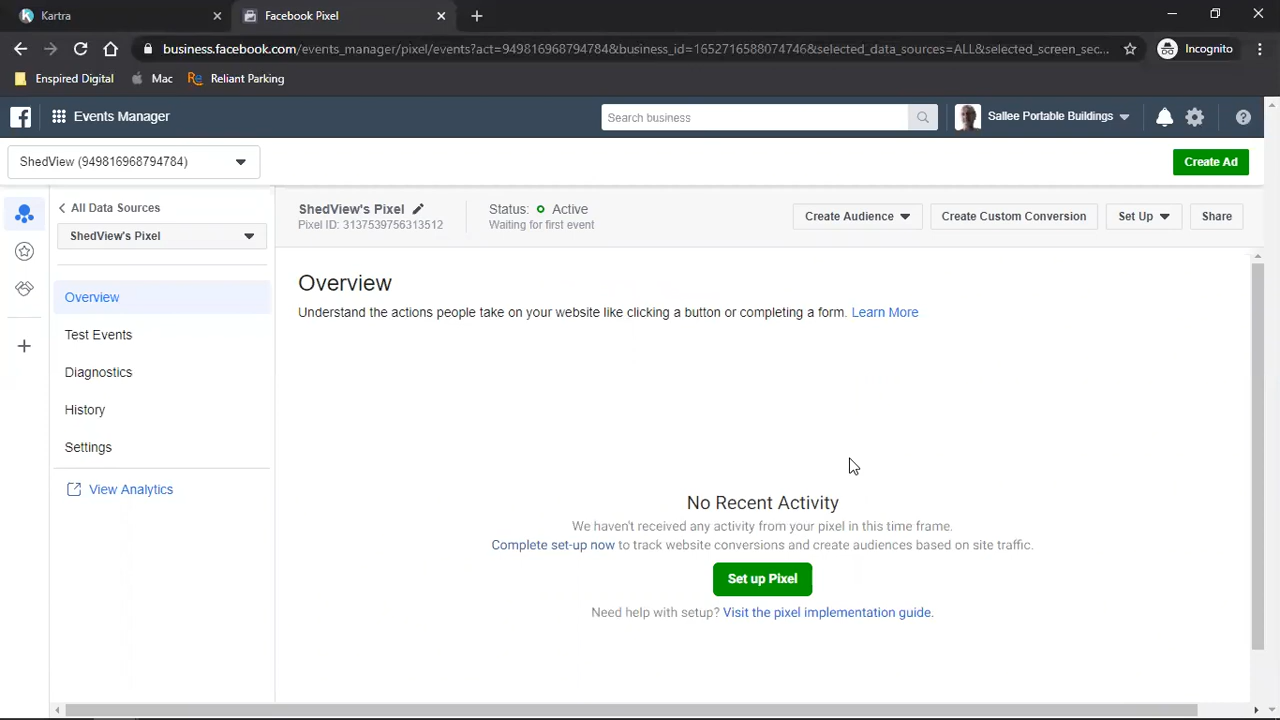 Kartra
Facebook Pixel
business.facebook.com/events_manager/pixel/events?act=949816968794784&business_id=1652716588074746&selected_data_sources=ALL&selected_screen_sec...
Incognito
Enspired Digital
Mac
Reliant Parking
Events Manager
Search business
Sallee Portable Buildings
ShedView (949816968794784)
Create Ad
All Data Sources
ShedView's Pixel
ShedView's Pixel
Pixel ID: 3137539756313512
Status: Active
Waiting for first event
Create Audience
Create Custom Conversion
Set Up
Share
Overview
Test Events
Diagnostics
History
Settings
View Analytics
Overview
Understand the actions people take on your website like clicking a button or completing a form. Learn More
No Recent Activity
We haven't received any activity from your pixel in this time frame.
Complete set-up now to track website conversions and create audiences based on site traffic.
Set up Pixel
Need help with setup? Visit the pixel implementation guide.